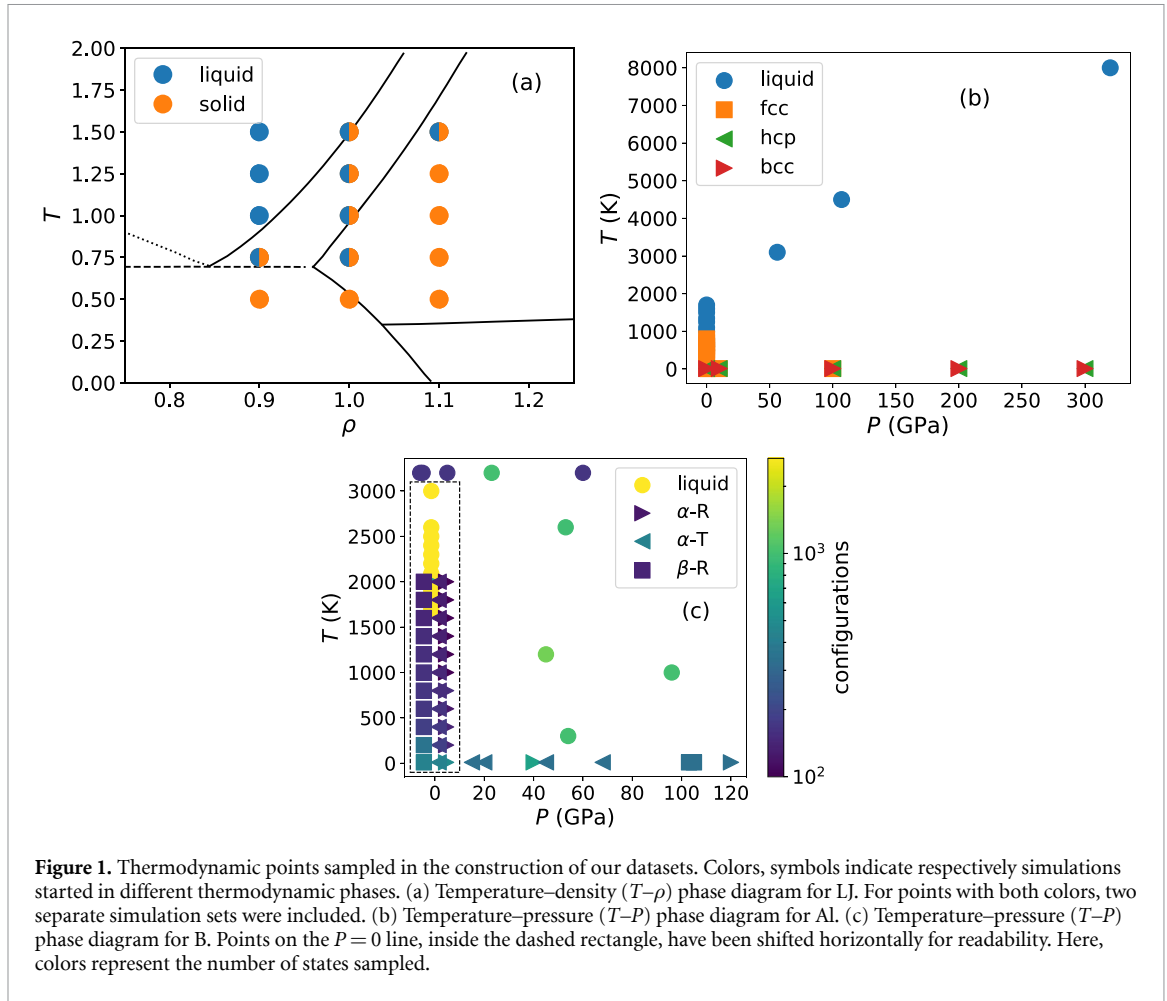 2.00
1.75
1.50
1.25
1.00
0.75
0.50
0.25
0.00
T
liquid
solid
(a)
0.8 0.9 1.0 1.1 1.2
ρ
8000
7000
6000
5000
4000
3000
2000
1000
0
T (K)
liquid
fcc
hcp
bcc
(b)
0 50 100 150 200 250 300
P (GPa)
3000
2500
2000
1500
1000
500
0
T (K)
liquid
α-R
α-T
β-R
(c)
0 20 40 60 80 100 120
P (GPa)
10³
10²
configurations
Figure 1. Thermodynamic points sampled in the construction of our datasets. Colors, symbols indicate respectively simulations
started in different thermodynamic phases. (a) Temperature–density (T–ρ) phase diagram for LJ. For points with both colors, two
separate simulation sets were included. (b) Temperature–pressure (T–P) phase diagram for Al. (c) Temperature–pressure (T–P)
phase diagram for B. Points on the P = 0 line, inside the dashed rectangle, have been shifted horizontally for readability. Here,
colors represent the number of states sampled.